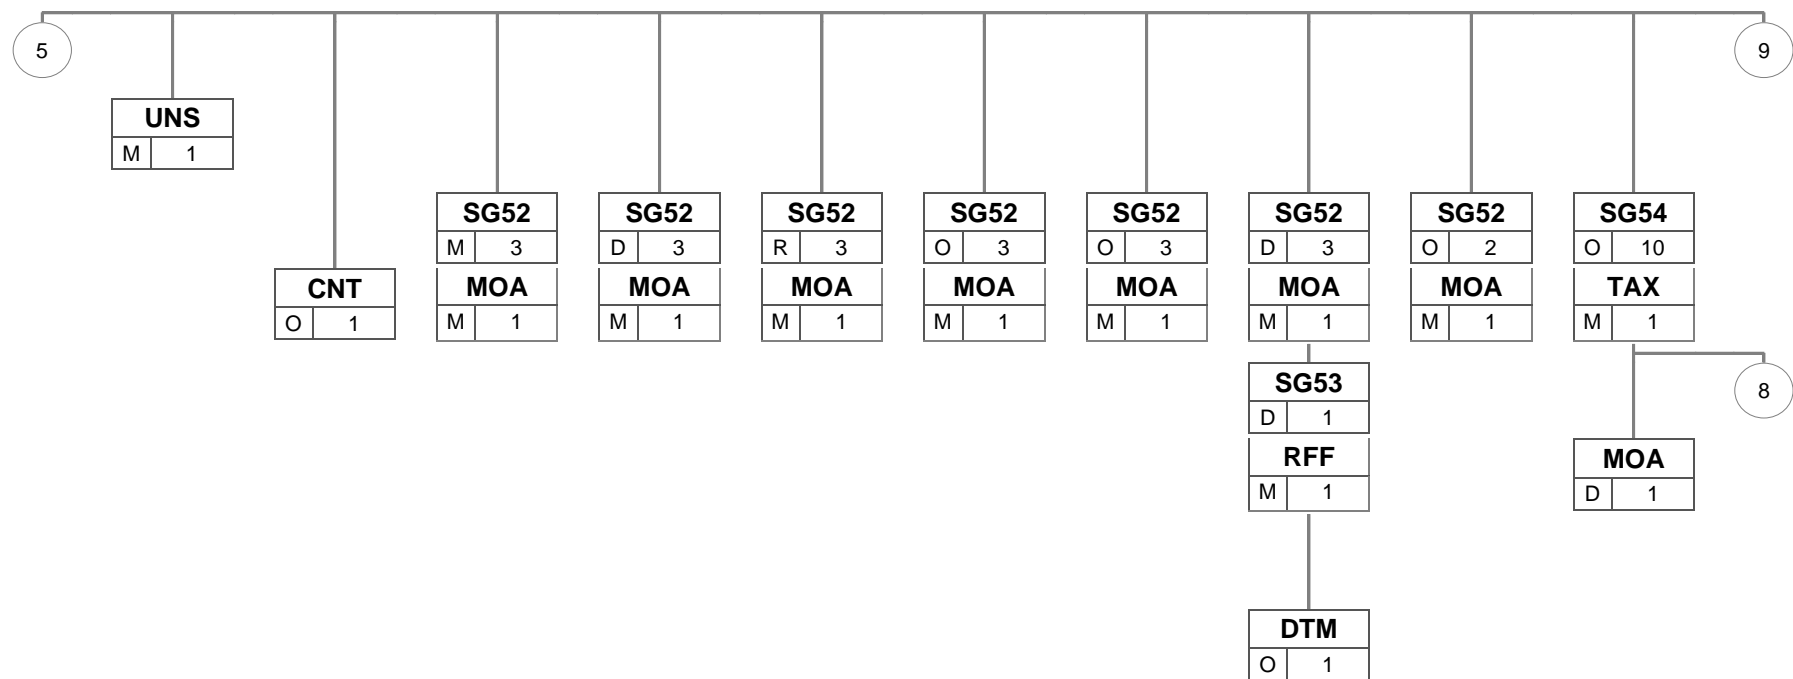 5
9
UNS
M 1
SG52 SG52 SG52 SG52 SG52 SG52 SG52 SG54
M 3 D 3 R 3 O 3 O 3 D 3 O 2 O 10
CNT MOA MOA MOA MOA MOA MOA MOA TAX
O 1 M 1 M 1 M 1 M 1 M 1 M 1 M 1 M 1
SG53
D 1
8
RFF MOA
M 1 D 1
DTM
O 1